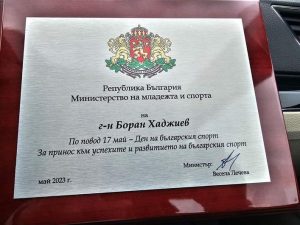 Република България
Министерство на младежта и спорта
на
г-н Боран Хаджиев
По повод 17 май – Ден на българския спорт
За принос към успехите и развитието на българския спорт
Министър:
Весела Лечева
май 2023 г.